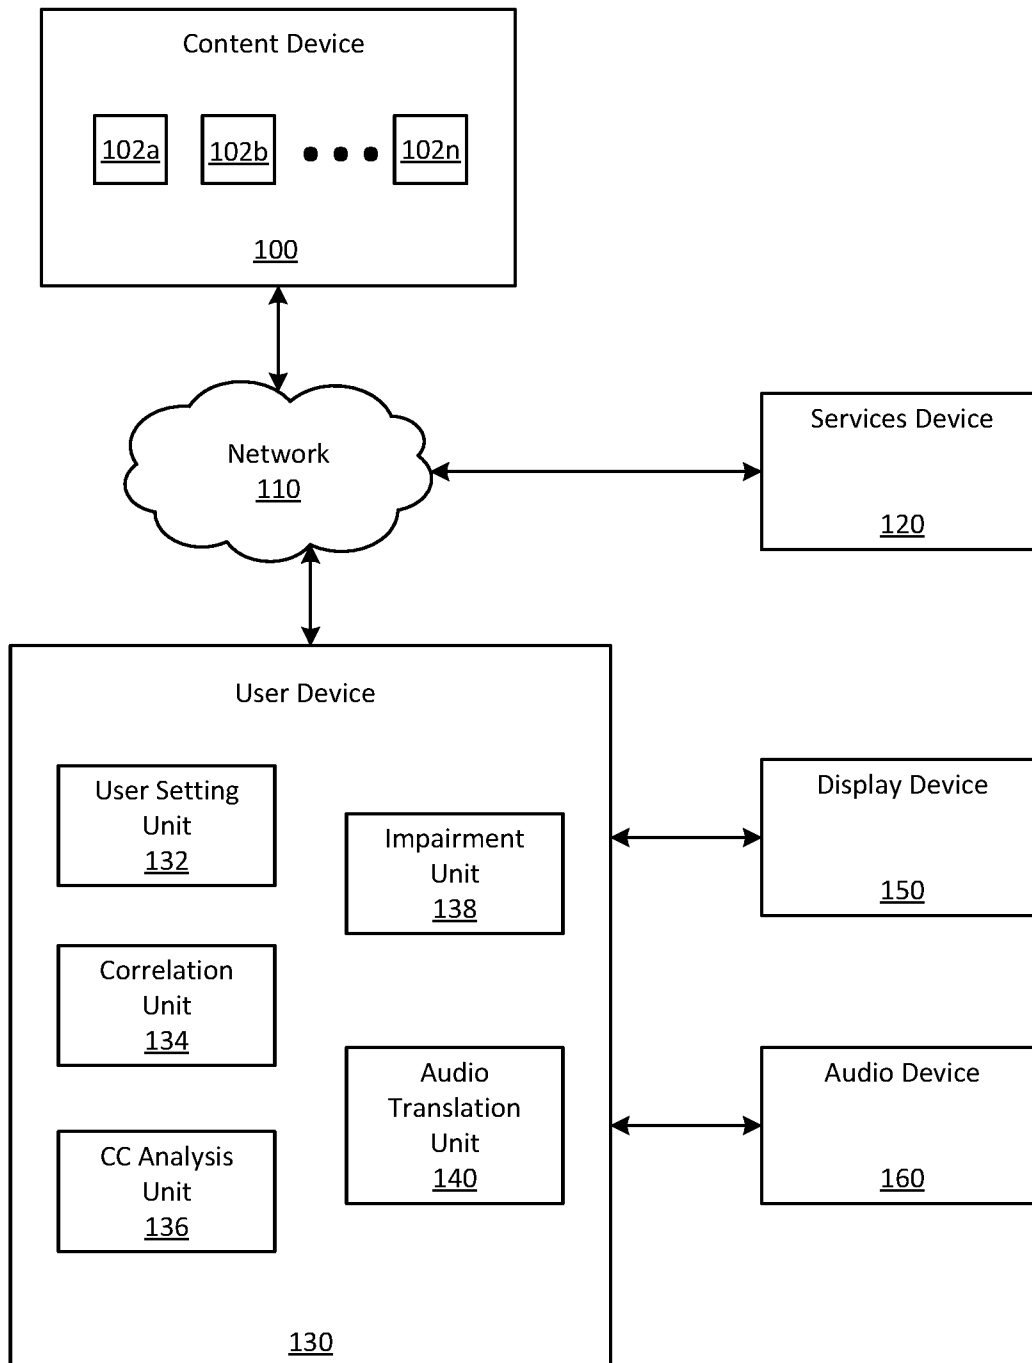 Content Device
102a 102b ••• 102n
100
Network
110
Services Device
120
User Device
User Setting
Unit
132
Impairment
Unit
138
Correlation
Unit
134
Audio
Translation
Unit
140
CC Analysis
Unit
136
130
Display Device
150
Audio Device
160